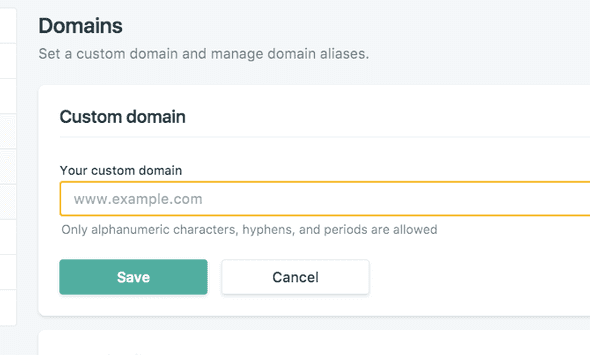 Domains
Set a custom domain and manage domain aliases.
Custom domain
Your custom domain
www.example.com
Only alphanumeric characters, hyphens, and periods are allowed
Save
Cancel